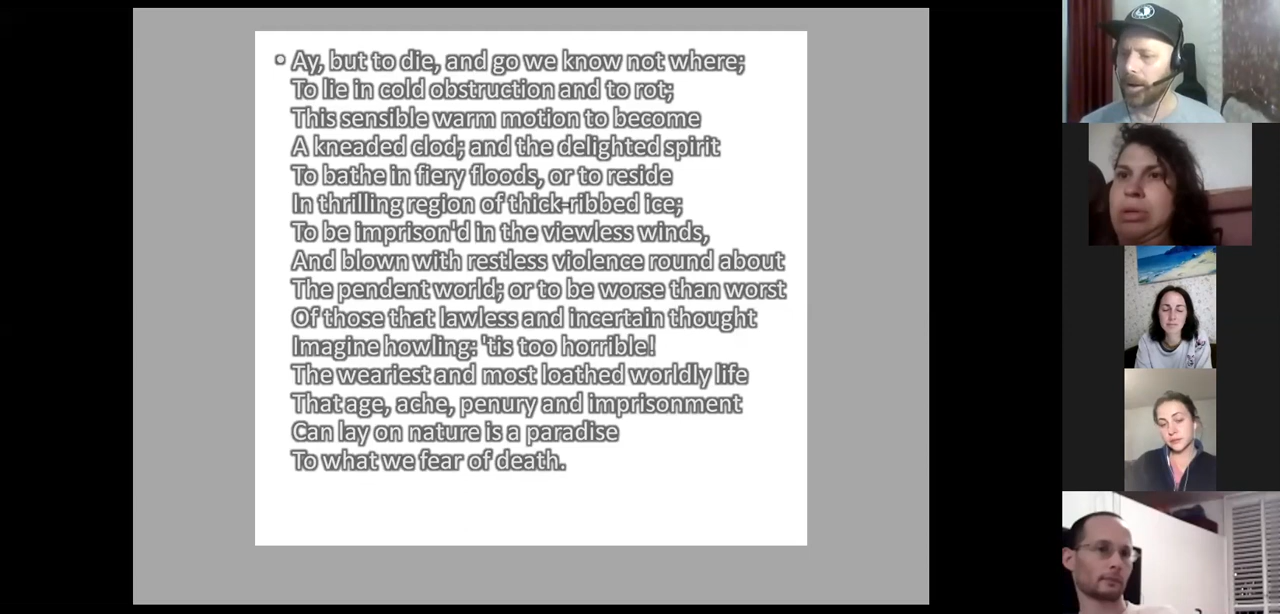 • Ay, but to die, and go we know not where;
To lie in cold obstruction and to rot;
This sensible warm motion to become
A kneaded clod; and the delighted spirit
To bathe in fiery floods, or to reside
In thrilling region of thick-ribbed ice;
To be imprison'd in the viewless winds,
And blown with restless violence round about
The pendent world; or to be worse than worst
Of those that lawless and incertain thought
Imagine howling: 'tis too horrible!
The weariest and most loathed worldly life
That age, ache, penury and imprisonment
Can lay on nature is a paradise
To what we fear of death.